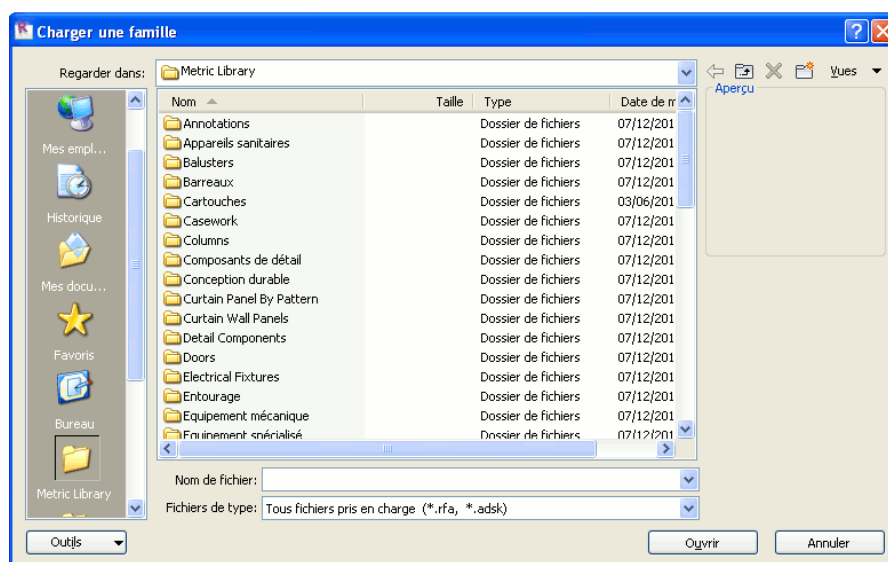 Charger une famille
Regarder dans: Metric Library Vues
Aperçu
Nom Taille Type Date de m
Annotations Dossier de fichiers 07/12/201
Appareils sanitaires Dossier de fichiers 07/12/201
Balusters Dossier de fichiers 07/12/201
Barreaux Dossier de fichiers 07/12/201
Cartouches Dossier de fichiers 03/06/201
Casework Dossier de fichiers 07/12/201
Columns Dossier de fichiers 07/12/201
Composants de détail Dossier de fichiers 07/12/201
Conception durable Dossier de fichiers 07/12/201
Curtain Panel By Pattern Dossier de fichiers 07/12/201
Curtain Wall Panels Dossier de fichiers 07/12/201
Detail Components Dossier de fichiers 07/12/201
Doors Dossier de fichiers 07/12/201
Electrical Fixtures Dossier de fichiers 07/12/201
Entourage Dossier de fichiers 07/12/201
Equipement mécanique Dossier de fichiers 07/12/201
Equipement spécialisé Dossier de fichiers 07/12/201
Mes empl...
Historique
Mes docu...
Favoris
Bureau
Metric Library
Nom de fichier:
Fichiers de type: Tous fichiers pris en charge (*.rfa, *.adsk)
Outils Ouvrir Annuler